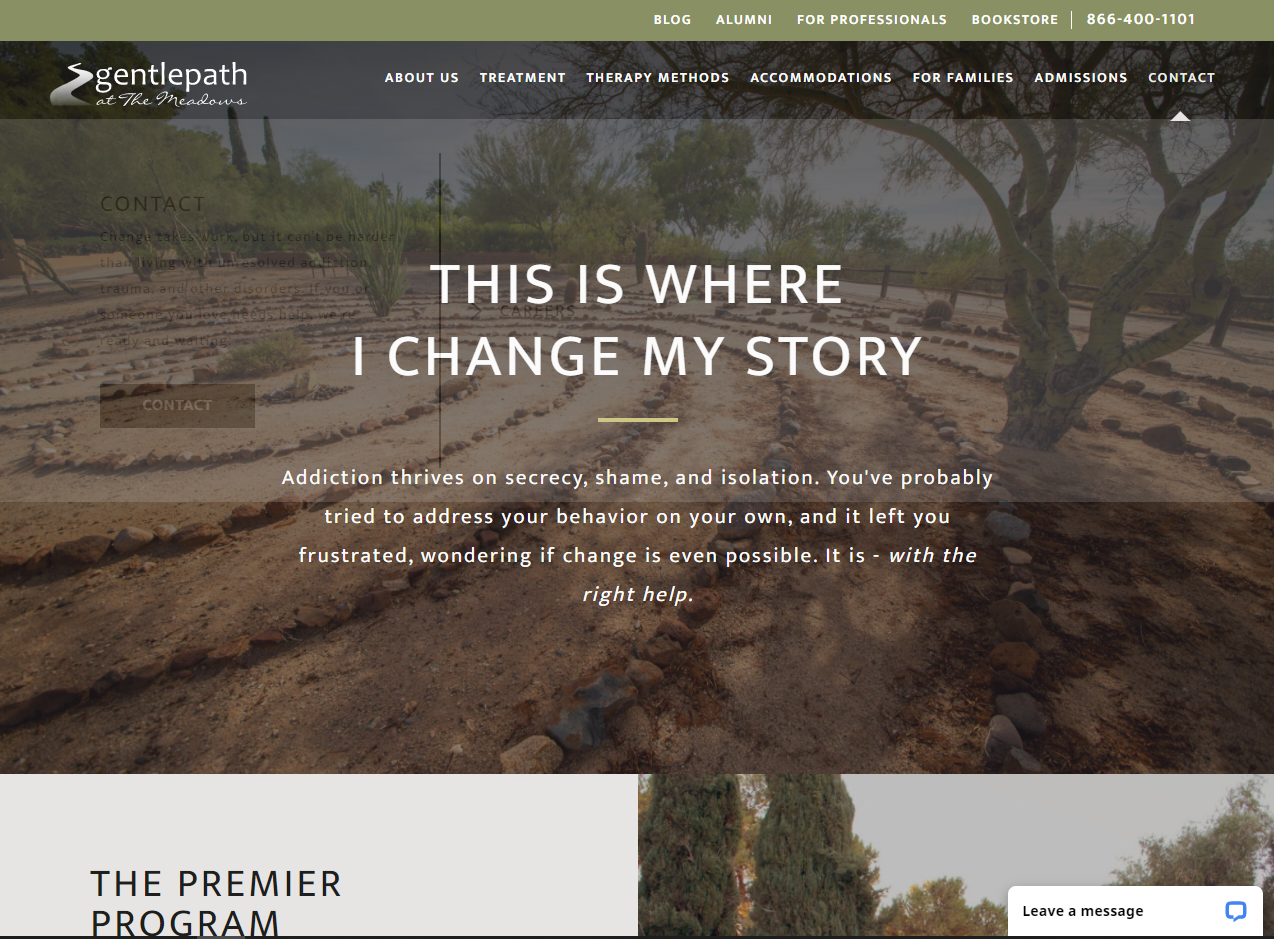 BLOG ALUMNI FOR PROFESSIONALS BOOKSTORE 866-400-1101
gentlepath
at The Meadows
ABOUT US TREATMENT THERAPY METHODS ACCOMMODATIONS FOR FAMILIES ADMISSIONS CONTACT
CONTACT
Change takes work, but it can't be harder
than living with unresolved addiction,
trauma, and other disorders. If you or
someone you love needs help, we're
ready and waiting.
CONTACT
CAREERS
THIS IS WHERE
I CHANGE MY STORY
Addiction thrives on secrecy, shame, and isolation. You've probably
tried to address your behavior on your own, and it left you
frustrated, wondering if change is even possible. It is - with the
right help.
THE PREMIER
PROGRAM
Leave a message